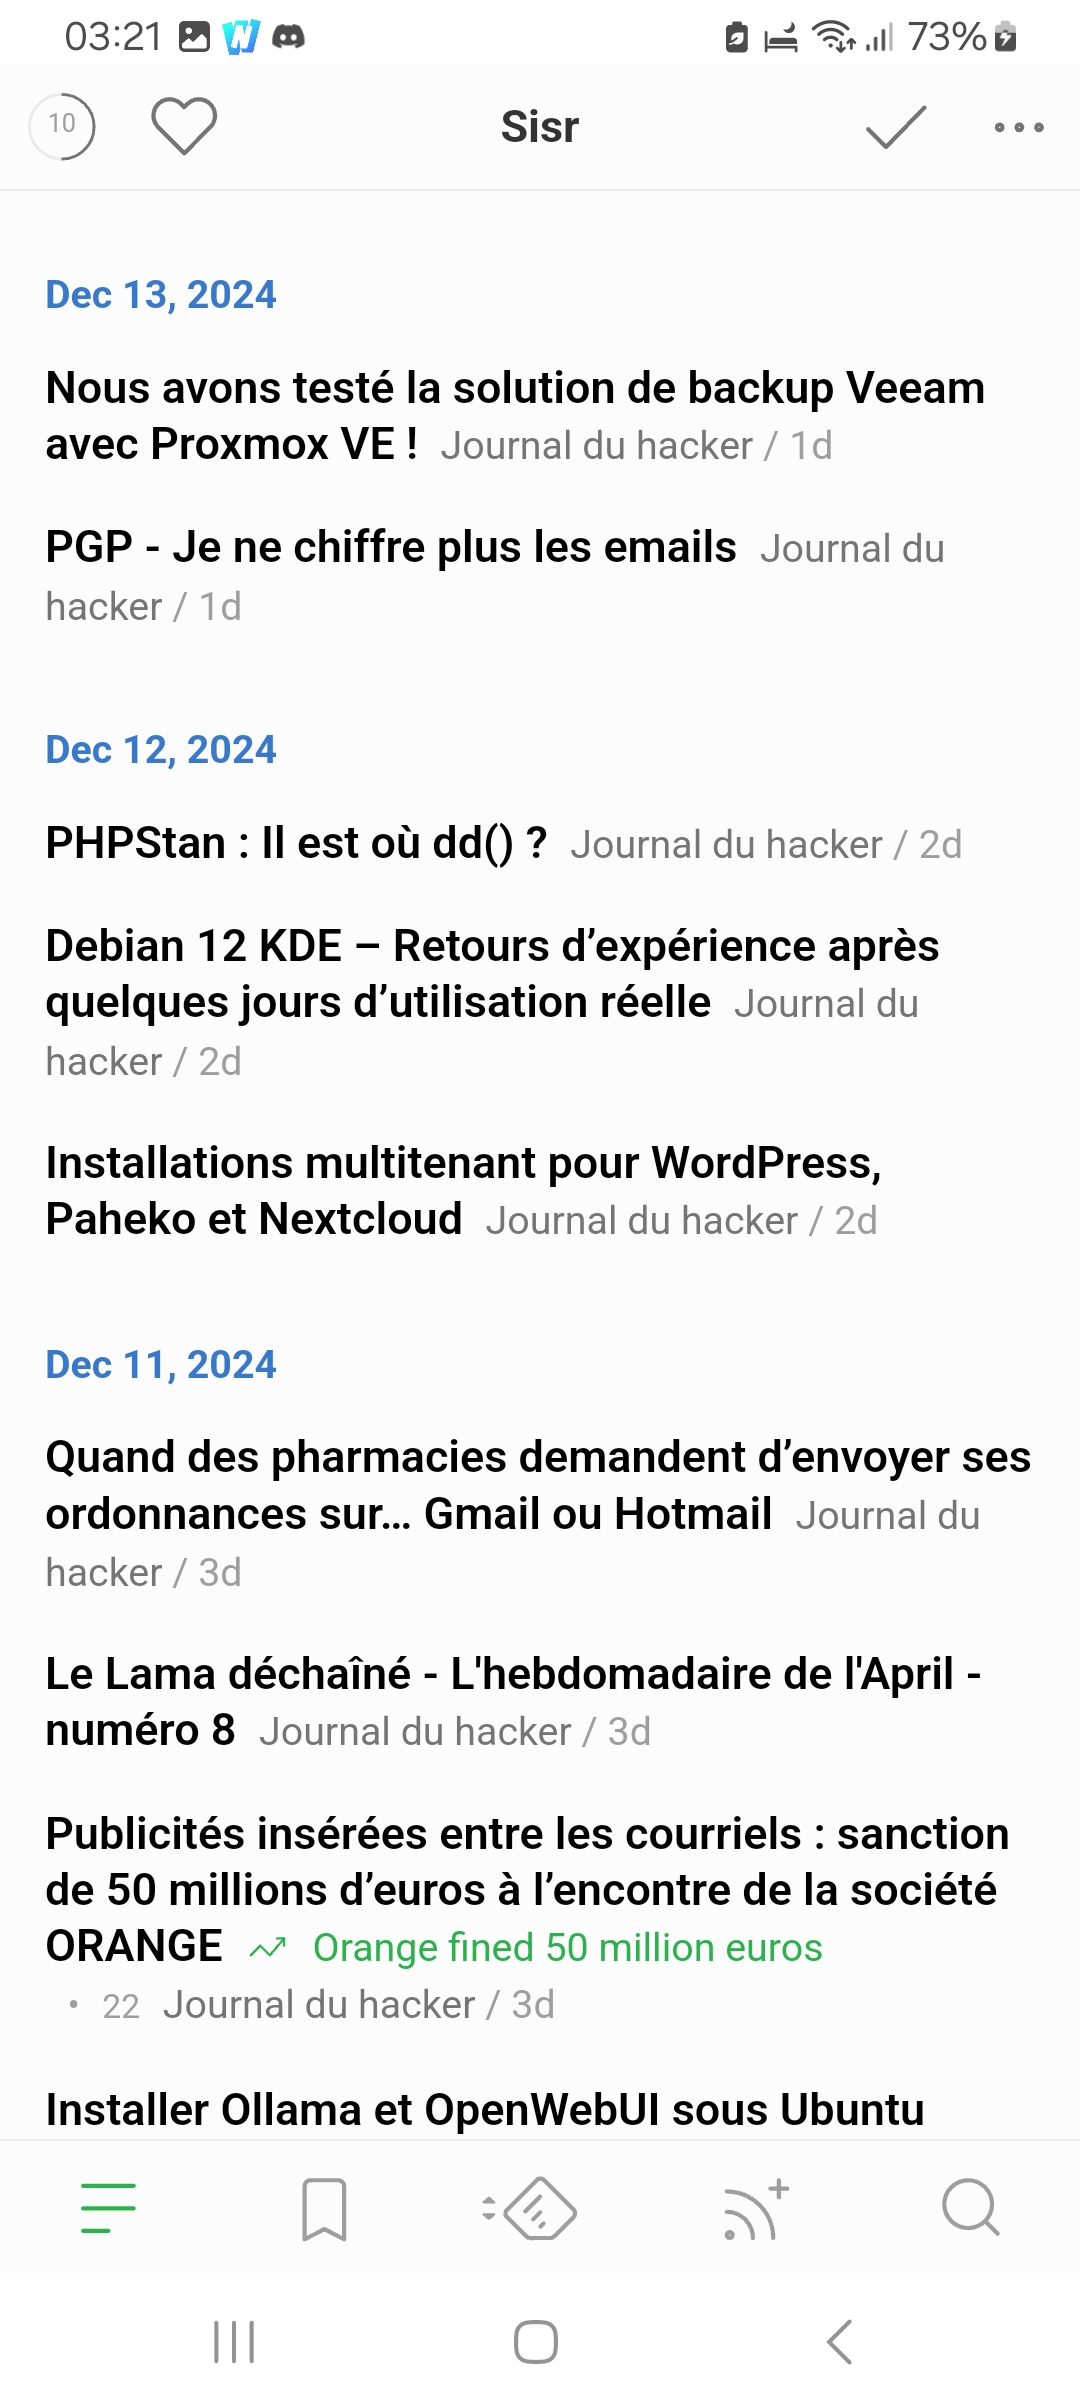 03:21
73%
10
Sisr
Dec 13, 2024
Nous avons testé la solution de backup Veeam
avec Proxmox VE ! Journal du hacker / 1d
PGP - Je ne chiffre plus les emails Journal du
hacker / 1d
Dec 12, 2024
PHPStan : Il est où dd() ? Journal du hacker / 2d
Debian 12 KDE – Retours d’expérience après
quelques jours d’utilisation réelle Journal du
hacker / 2d
Installations multitenant pour WordPress,
Paheko et Nextcloud Journal du hacker / 2d
Dec 11, 2024
Quand des pharmacies demandent d’envoyer ses
ordonnances sur… Gmail ou Hotmail Journal du
hacker / 3d
Le Lama déchaîné - L'hebdomadaire de l'April -
numéro 8 Journal du hacker / 3d
Publicités insérées entre les courriels : sanction
de 50 millions d’euros à l’encontre de la société
ORANGE Orange fined 50 million euros
• 22 Journal du hacker / 3d
Installer Ollama et OpenWebUI sous Ubuntu